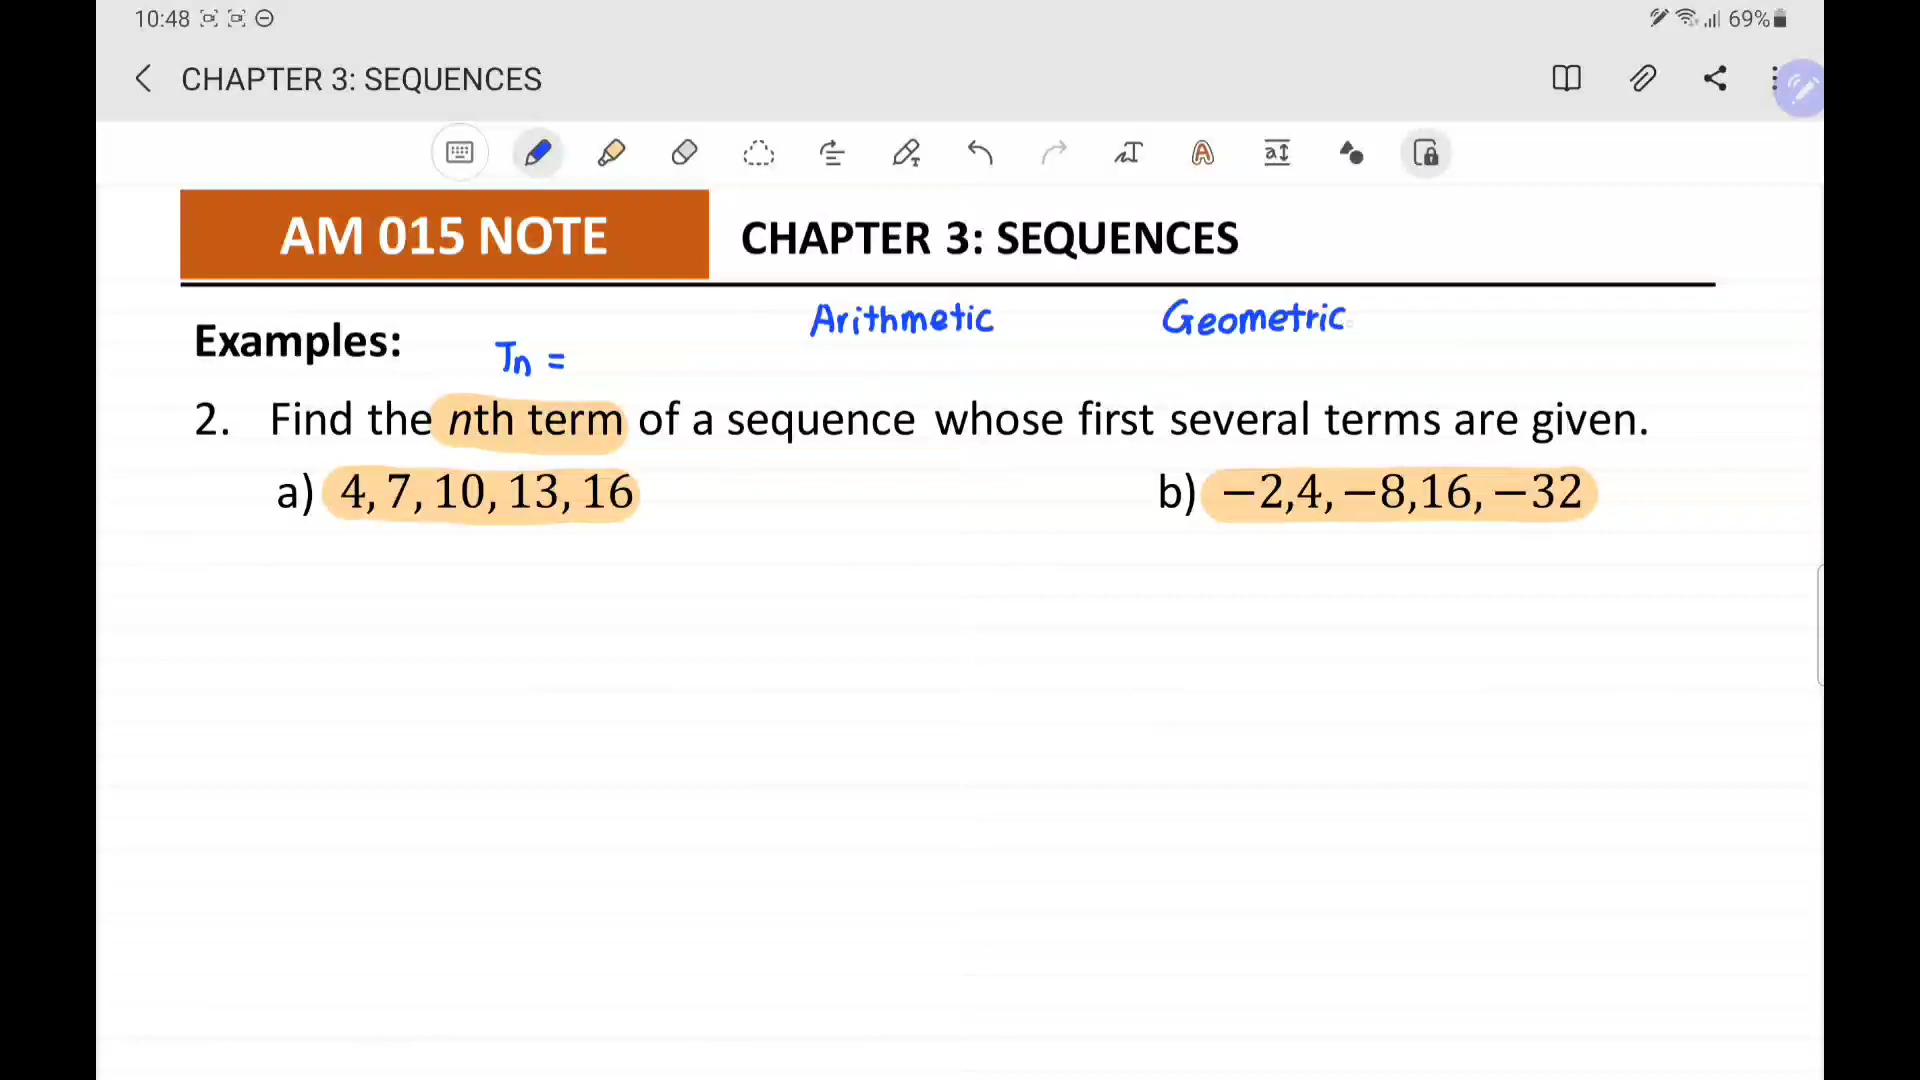 10:48
69%
CHAPTER 3: SEQUENCES
AM 015 NOTE
CHAPTER 3: SEQUENCES
Arithmetic
Geometric
Examples:
Tn =
2. Find the nth term of a sequence whose first several terms are given.
a) 4, 7, 10, 13, 16
b) −2,4, −8,16, −32